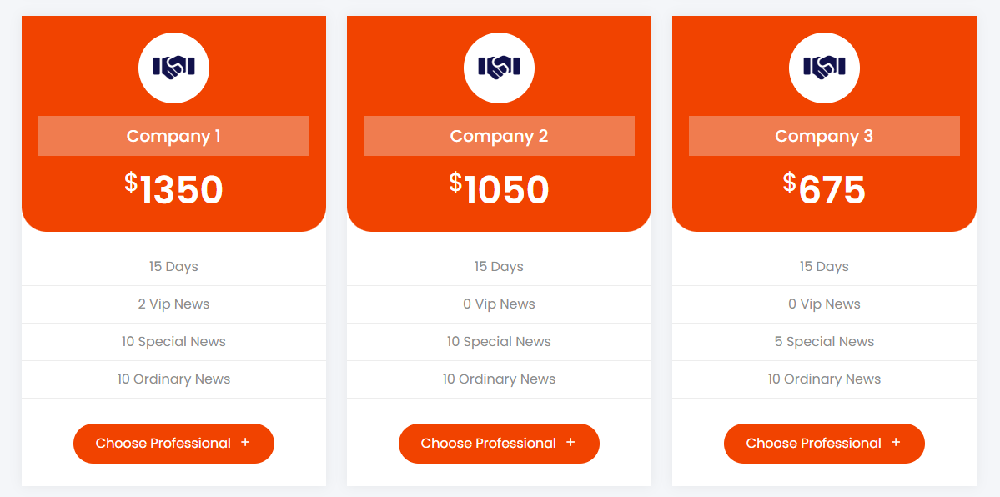 Company 1
$1350
15 Days
2 Vip News
10 Special News
10 Ordinary News
Choose Professional +
Company 2
$1050
15 Days
0 Vip News
10 Special News
10 Ordinary News
Choose Professional +
Company 3
$675
15 Days
0 Vip News
5 Special News
10 Ordinary News
Choose Professional +